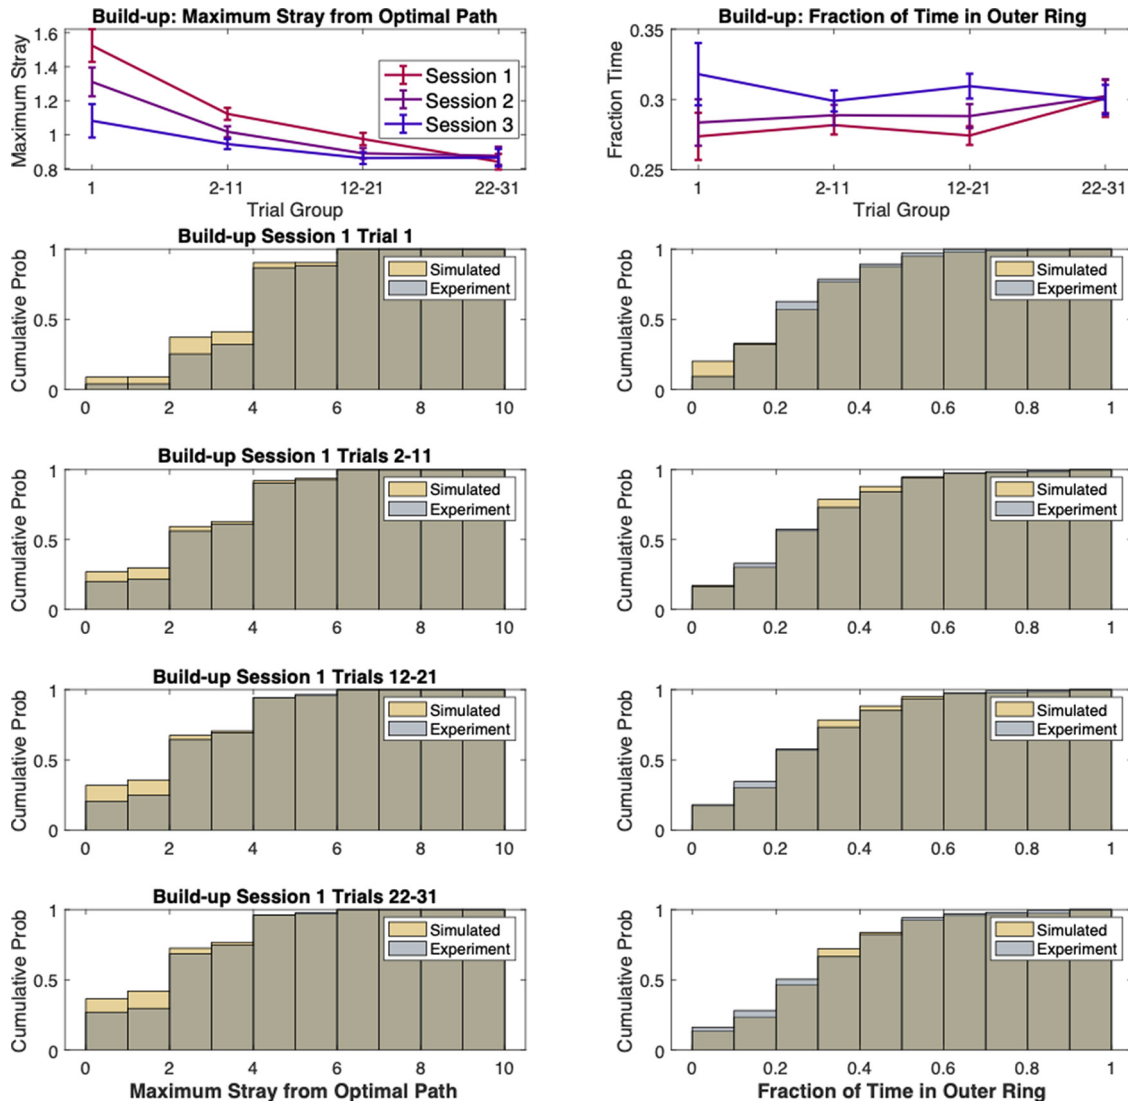 Build-up: Maximum Stray from Optimal Path
Maximum Stray
1.6
1.4
1.2
1
0.8
Session 1
Session 2
Session 3
1 2-11 12-21 22-31
Trial Group
Build-up: Fraction of Time in Outer Ring
Fraction Time
0.35
0.3
0.25
1 2-11 12-21 22-31
Trial Group
Build-up Session 1 Trial 1
Cumulative Prob
1
0.5
0
Simulated
Experiment
0 2 4 6 8 10
Cumulative Prob
1
0.5
0
Simulated
Experiment
0 0.2 0.4 0.6 0.8 1
Build-up Session 1 Trials 2-11
Cumulative Prob
1
0.5
0
Simulated
Experiment
0 2 4 6 8 10
Cumulative Prob
1
0.5
0
Simulated
Experiment
0 0.2 0.4 0.6 0.8 1
Build-up Session 1 Trials 12-21
Cumulative Prob
1
0.5
0
Simulated
Experiment
0 2 4 6 8 10
Cumulative Prob
1
0.5
0
Simulated
Experiment
0 0.2 0.4 0.6 0.8 1
Build-up Session 1 Trials 22-31
Cumulative Prob
1
0.5
0
Simulated
Experiment
0 2 4 6 8 10
Maximum Stray from Optimal Path
Cumulative Prob
1
0.5
0
Simulated
Experiment
0 0.2 0.4 0.6 0.8 1
Fraction of Time in Outer Ring